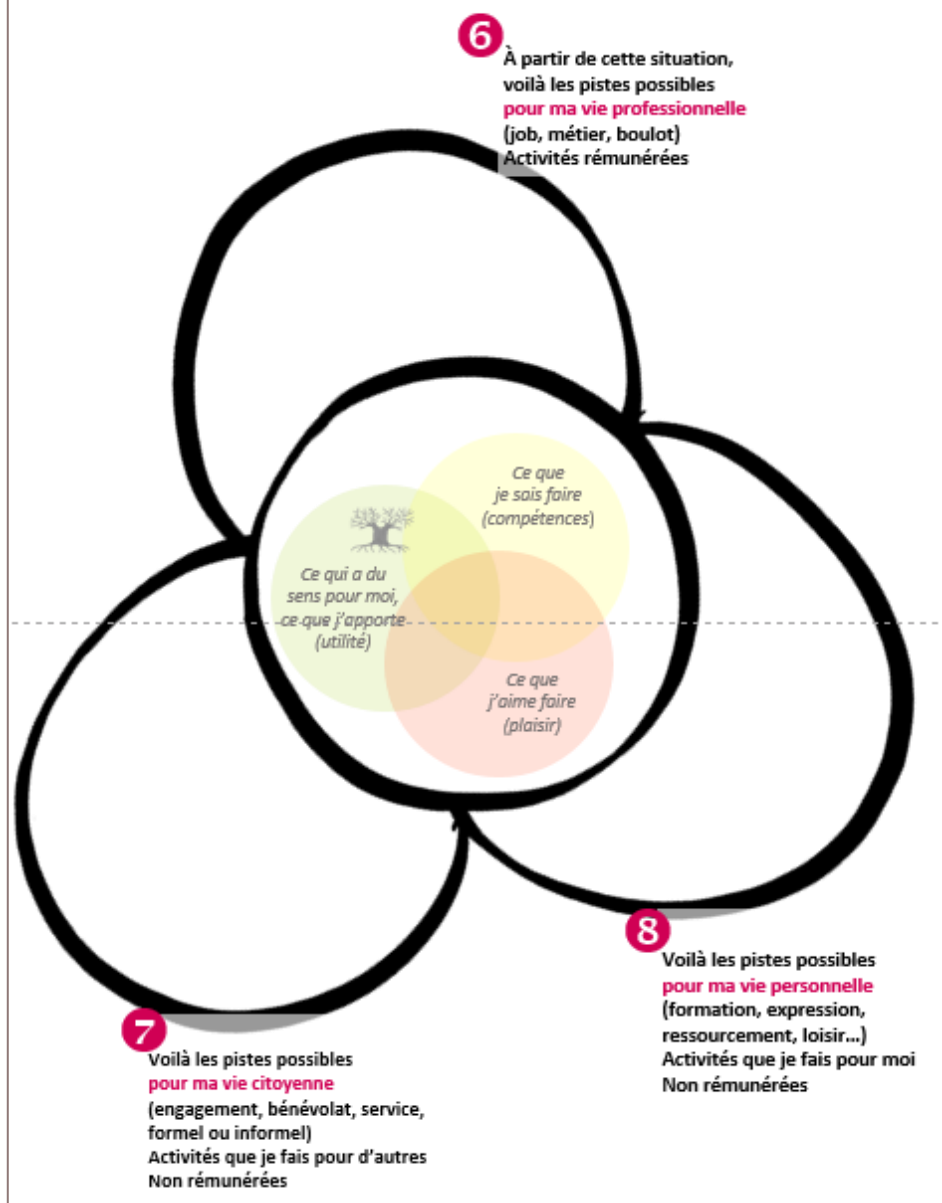 6
À partir de cette situation,
voilà les pistes possibles
pour ma vie professionnelle
(job, métier, boulot)
Activités rémunérées
Ce que
je sais faire
(compétences)
Ce qui a du
sens pour moi,
ce que j'apporte
(utilité)
Ce que
j'aime faire
(plaisir)
8
Voilà les pistes possibles
pour ma vie personnelle
(formation, expression,
ressourcement, loisir...)
Activités que je fais pour moi
Non rémunérées
7
Voilà les pistes possibles
pour ma vie citoyenne
(engagement, bénévolat, service,
formel ou informel)
Activités que je fais pour d'autres
Non rémunérées